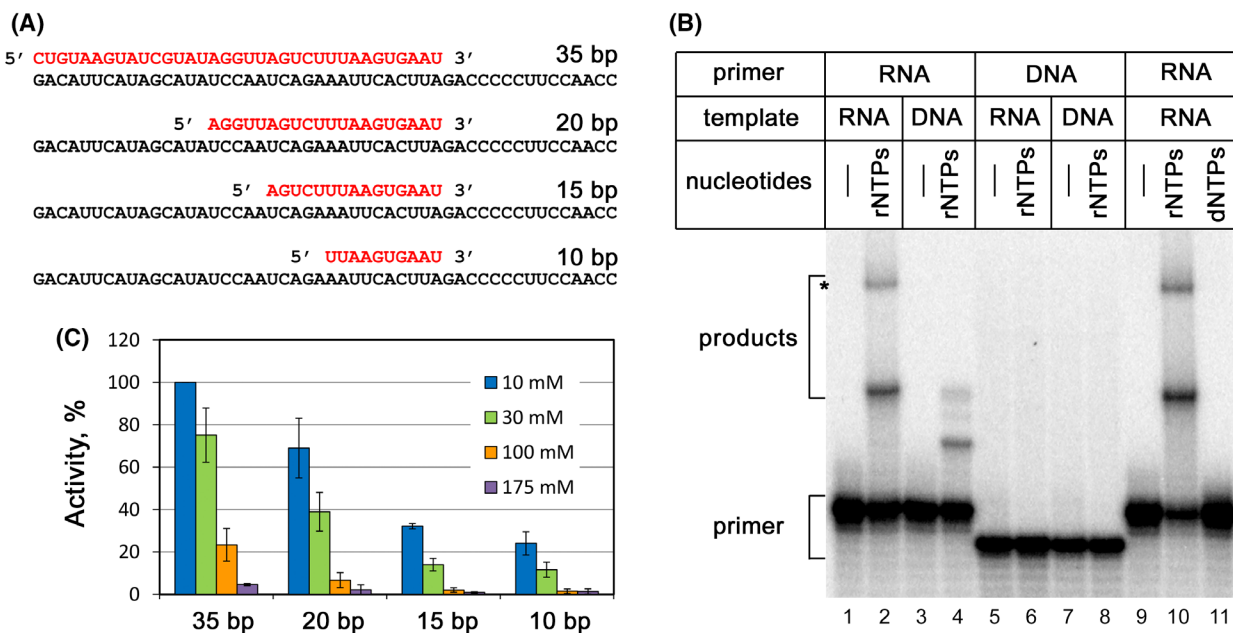 (A)
5′ CUGUAAGUAUCGUAUAGGUUAGUCUUUAAGUGAAU 3′ 35 bp
GACAUUCAUAGCAUAUCCAAUCAGAAAUUCACUUAGACCCCCUUCCAACC
5′ AGGUUAGUCUUUAAGUGAAU 3′ 20 bp
GACAUUCAUAGCAUAUCCAAUCAGAAAUUCACUUAGACCCCCUUCCAACC
5′ AGUCUUUAAGUGAAU 3′ 15 bp
GACAUUCAUAGCAUAUCCAAUCAGAAAUUCACUUAGACCCCCUUCCAACC
5′ UUAAGUGAAU 3′ 10 bp
GACAUUCAUAGCAUAUCCAAUCAGAAAUUCACUUAGACCCCCUUCCAACC
(B)
primer RNA DNA RNA
template RNA DNA RNA DNA RNA
nucleotides — rNTPs — rNTPs — rNTPs — rNTPs — rNTPs dNTPs
*
products
primer
1 2 3 4 5 6 7 8 9 10 11
(C)
Activity, %
120
100
80
60
40
20
0
10 mM
30 mM
100 mM
175 mM
35 bp 20 bp 15 bp 10 bp